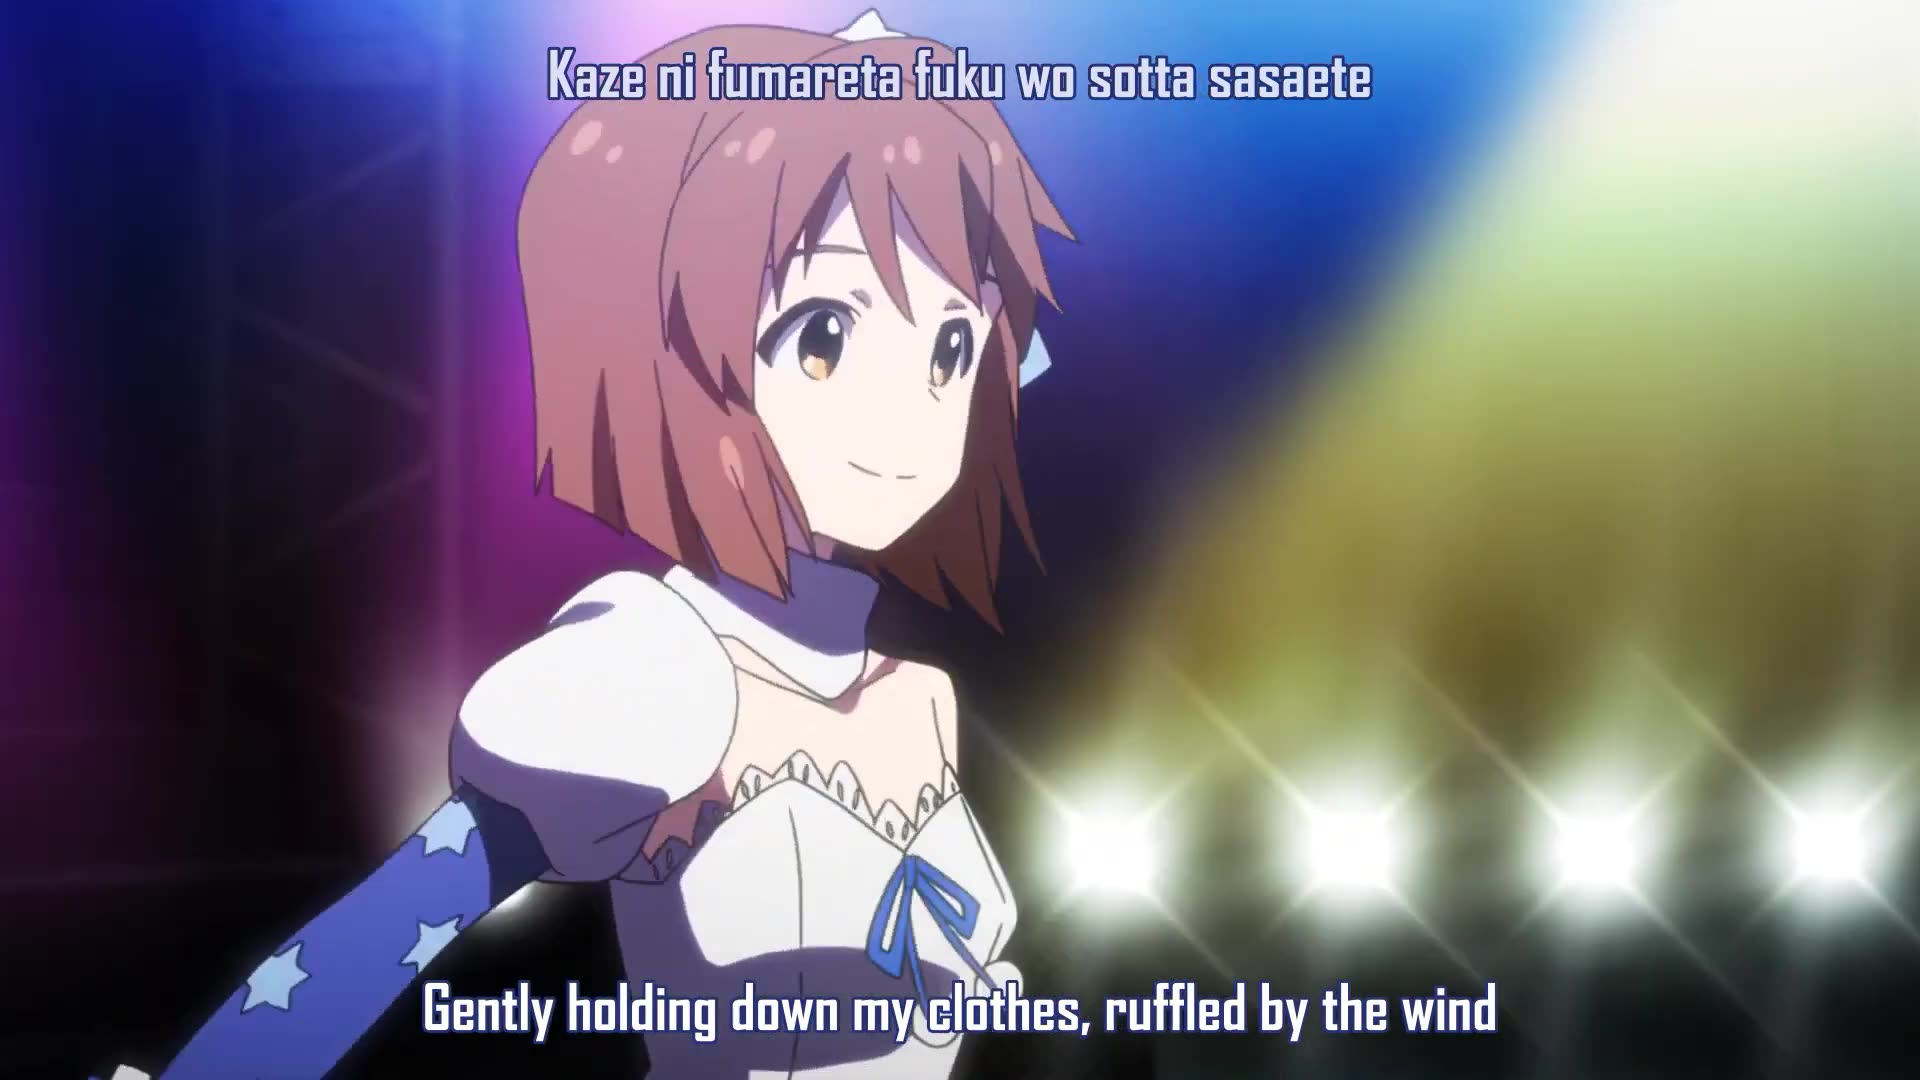 Kaze ni fumareta fuku wo sotta sasaete
Gently holding down my clothes, ruffled by the wind